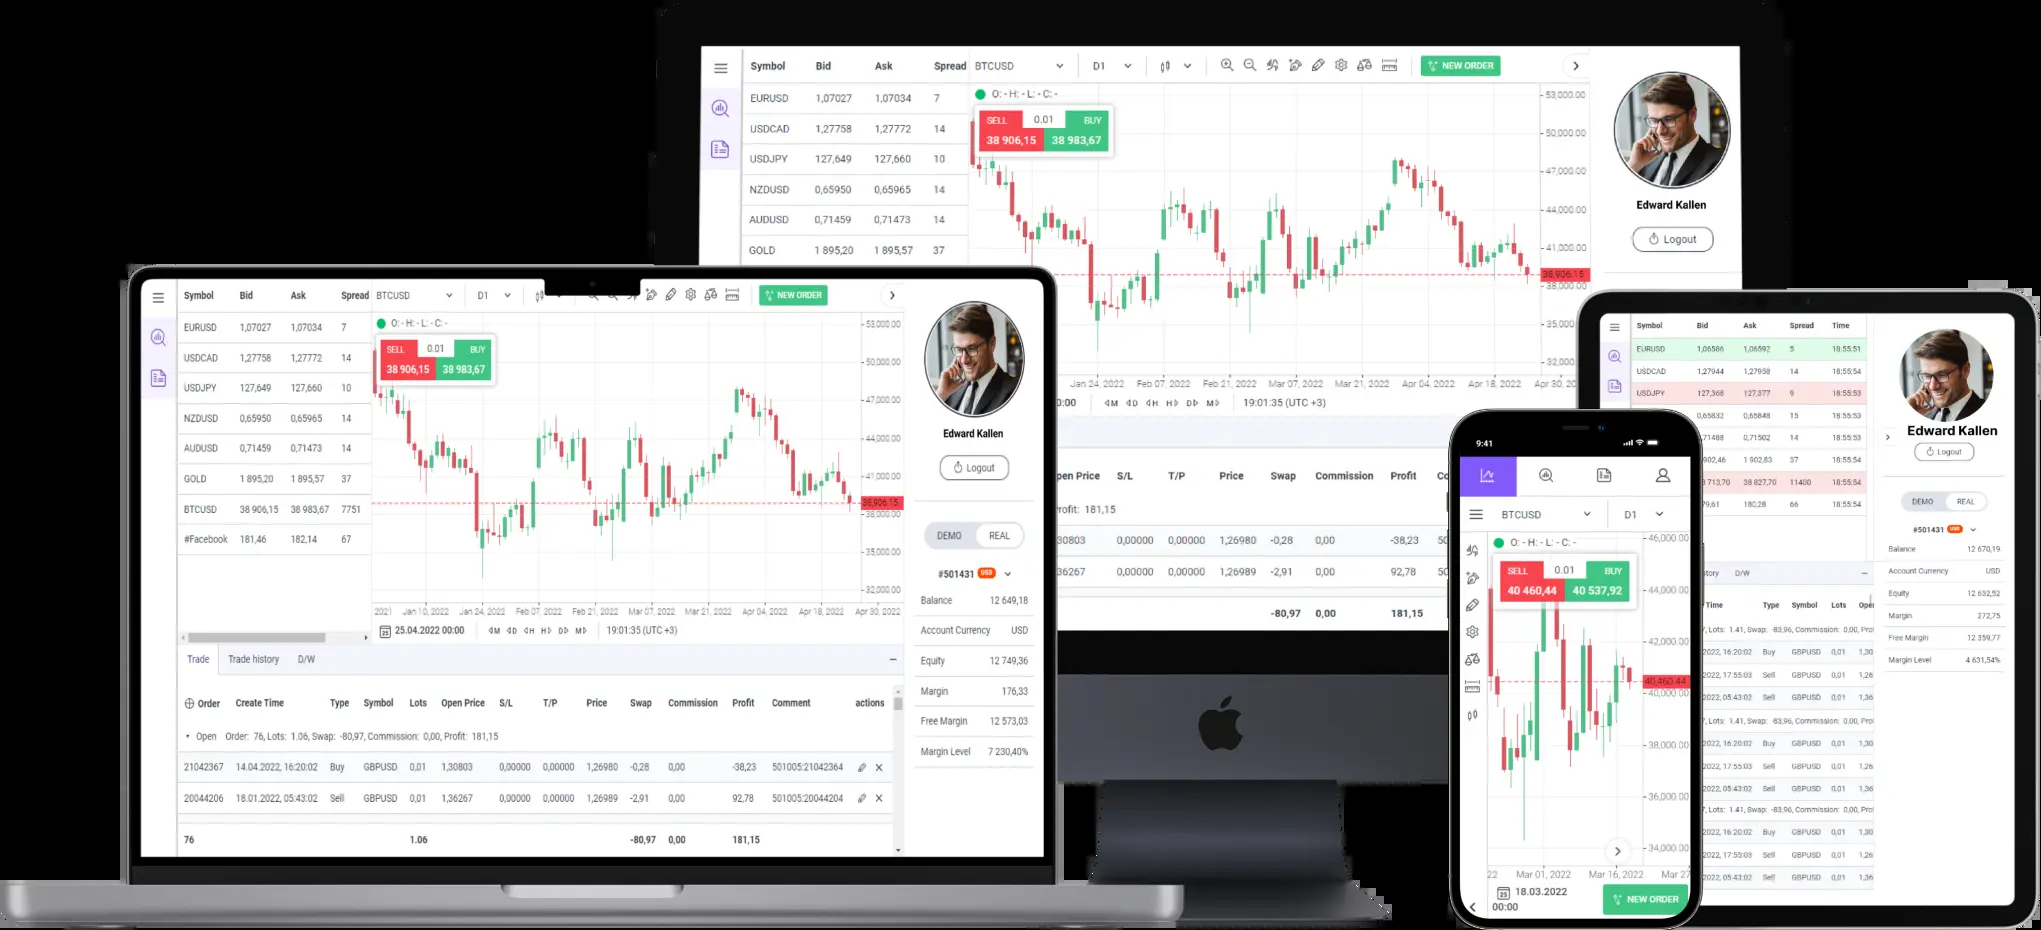 Symbol Bid Ask Spread BTCUSD D1 NEW ORDER
EURUSD 1,07027 1,07034 7 O: - H: - L: - C: -
USDCAD 1,27758 1,27772 14
USDJPY 127,649 127,660 10
NZDUSD 0,65950 0,65965 14
AUDUSD 0,71459 0,71473 14
GOLD 1 895,20 1 895,57 37
SELL 0.01 BUY
38 906,15 38 983,67
53,000.00
50,000.00
47,000.00
44,000.00
41,000.00
38,906.15
38,000.00
35,000
32,000
Jan 24, 2022 Feb 07, 2022 Feb 21, 2022 Mar 07, 2022 Mar 21, 2022 Apr 04, 2022 Apr 18, 2022 Apr 30, 20
0:00 M D H H D M 19:01:35 (UTC +3)
Edward Kallen
Logout
pen Price S/L T/P Price Swap Commission Profit Co
rofit: 181,15
30803 0,00000 0,00000 1,26980 -0,28 0,00 -38,23 50
36267 0,00000 0,00000 1,26989 -2,91 0,00 92,78 50
-80,97 0,00 181,15
Symbol Bid Ask Spread BTCUSD D1 NEW ORDER
EURUSD 1,07027 1,07034 7 O: - H: - L: - C: -
USDCAD 1,27758 1,27772 14
USDJPY 127,649 127,660 10
NZDUSD 0,65950 0,65965 14
AUDUSD 0,71459 0,71473 14
GOLD 1 895,20 1 895,57 37
BTCUSD 38 906,15 38 983,67 7751
#Facebook 181,46 182,14 67
SELL 0.01 BUY
38 906,15 38 983,67
53,000.00
50,000.00
47,000.00
44,000.00
41,000.00
38,906.15
38,000.00
35,000.00
32,000.00
2021 Jan 10, 2022 Jan 24, 2022 Feb 07, 2022 Feb 21, 2022 Mar 07, 2022 Mar 21, 2022 Apr 04, 2022 Apr 18, 2022 Apr 30, 2022
25 25.04.2022 00:00 M D H H D M 19:01:35 (UTC +3)
Trade Trade history D/W
Order Create Time Type Symbol Lots Open Price S/L T/P Price Swap Commission Profit Comment actions
Open Order: 76, Lots: 1.06, Swap: -80,97, Commission: 0,00, Profit: 181,15
21042367 14.04.2022, 16:20:02 Buy GBPUSD 0,01 1,30803 0,00000 0,00000 1,26980 -0,28 0,00 -38,23 501005:21042364
20044206 18.01.2022, 05:43:02 Sell GBPUSD 0,01 1,36267 0,00000 0,00000 1,26989 -2,91 0,00 92,78 501005:20044204
76 1.06 -80,97 0,00 181,15
Edward Kallen
Logout
DEMO REAL
#501431 USD
Balance 12 649,18
Account Currency USD
Equity 12 749,36
Margin 176,33
Free Margin 12 573,03
Margin Level 7 230,40%
9:41
BTCUSD D1
O: - H: - L: - C: -
SELL 0.01 BUY
40 460,44 40 537,92
46,000.00
44,000.00
42,000.00
40,460.44
40,000.00
38,000.00
36,000.00
34,000.00
22 Mar 01, 2022 Mar 16, 2022 Mar 27
25 18.03.2022
00:00
NEW ORDER
Symbol Bid Ask Spread Time
EURUSD 1,06586 1,06592 5 18:55:51
USDCAD 1,27944 1,27958 14 18:55:54
USDJPY 127,368 127,377 9 18:55:53
0,65832 0,65848 15 18:55:53
71488 0,71502 14 18:55:54
902,46 1 902,83 37 18:55:54
713,70 38 827,70 11400 18:55:54
79,61 180,28 66 18:55:54
story D/W
Time Type Symbol Lots Open
7, Lots: 1.41, Swap: -83,96, Commission: 0,00, Prof
2022, 16:20:02 Buy GBPUSD 0,01 1,30
2022, 17:55:03 Sell GBPUSD 0,01 1,26
2022, 05:43:02 Sell GBPUSD 0,01 1,36
7, Lots: 1.41, Swap: -83,96, Commission: 0,00, Prof
2022, 16:20:02 Buy GBPUSD 0,01 1,30
2022, 17:55:03 Sell GBPUSD 0,01 1,26
2022, 05:43:02 Sell GBPUSD 0,01 1,36
7, Lots: 1.41, Swap: -83,96, Commission: 0,00, Prof
2022, 16:20:02 Buy GBPUSD 0,01 1,30
2022, 17:55:03 Sell GBPUSD 0,01 1,26
2022, 05:43:02 Sell GBPUSD 0,01 1,36
Edward Kallen
Logout
DEMO REAL
#501431 USD
Balance 12 670,19
Account Currency USD
Equity 12 632,52
Margin 272,75
Free Margin 12 359,77
Margin Level 4 631,54%